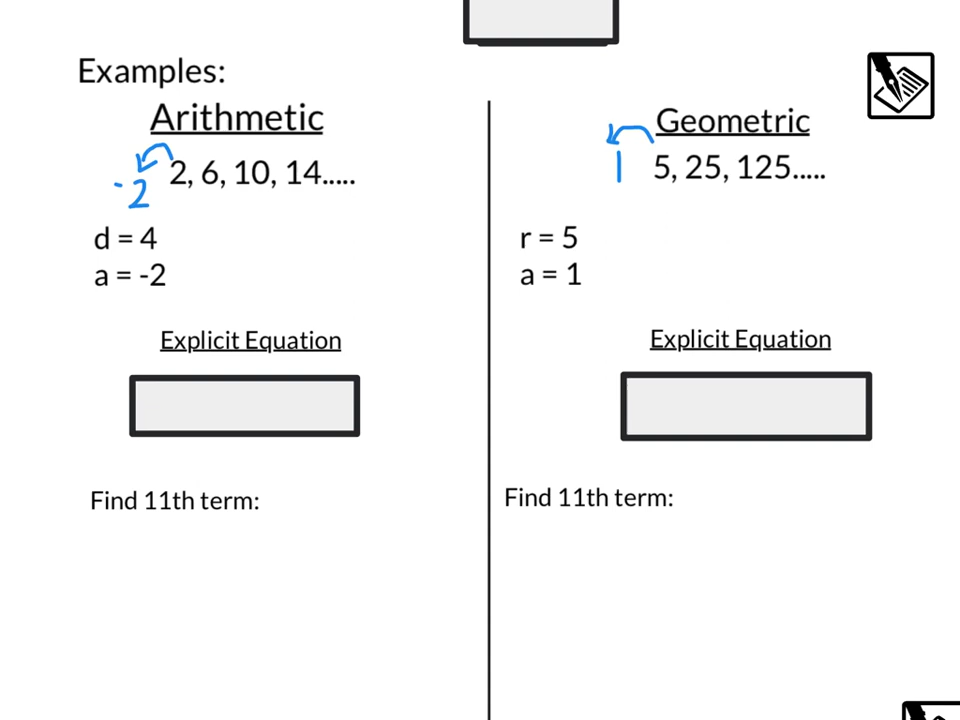 Examples:
Arithmetic
-2 2, 6, 10, 14.....
d = 4
a = -2
Explicit Equation
Find 11th term:
Geometric
1 5, 25, 125.....
r = 5
a = 1
Explicit Equation
Find 11th term: